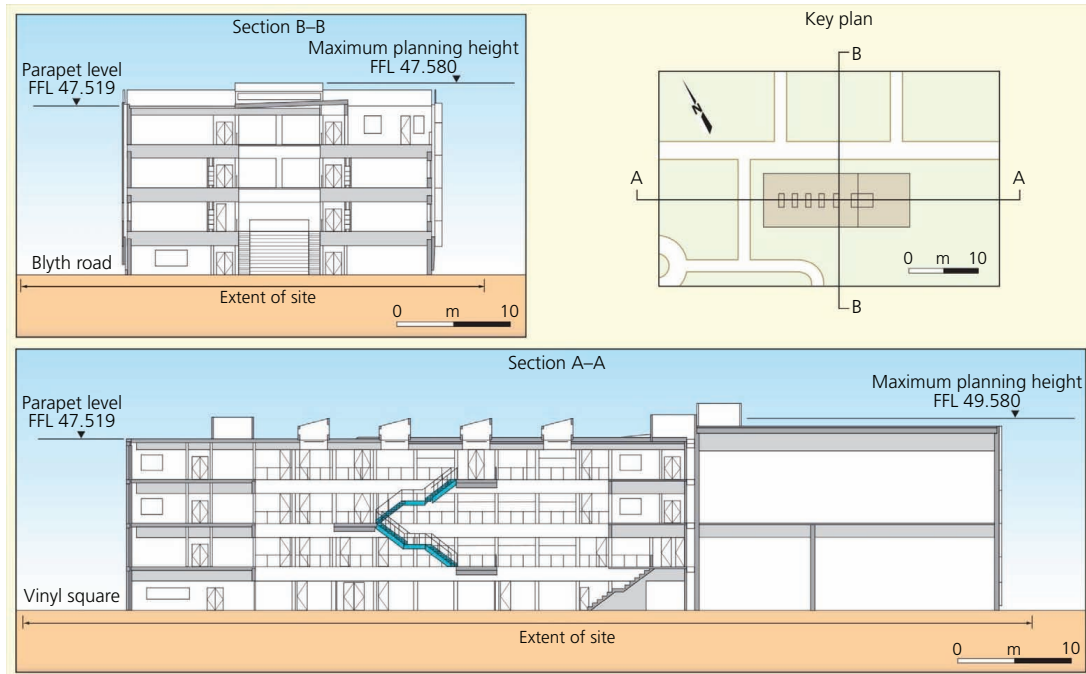 Section B–B
Parapet level
FFL 47.519
Maximum planning height
FFL 47.580
Blyth road
Extent of site
0 m 10
Key plan
B
N
A
A
0 m 10
B
Section A–A
Parapet level
FFL 47.519
Maximum planning height
FFL 49.580
Vinyl square
Extent of site
0 m 10